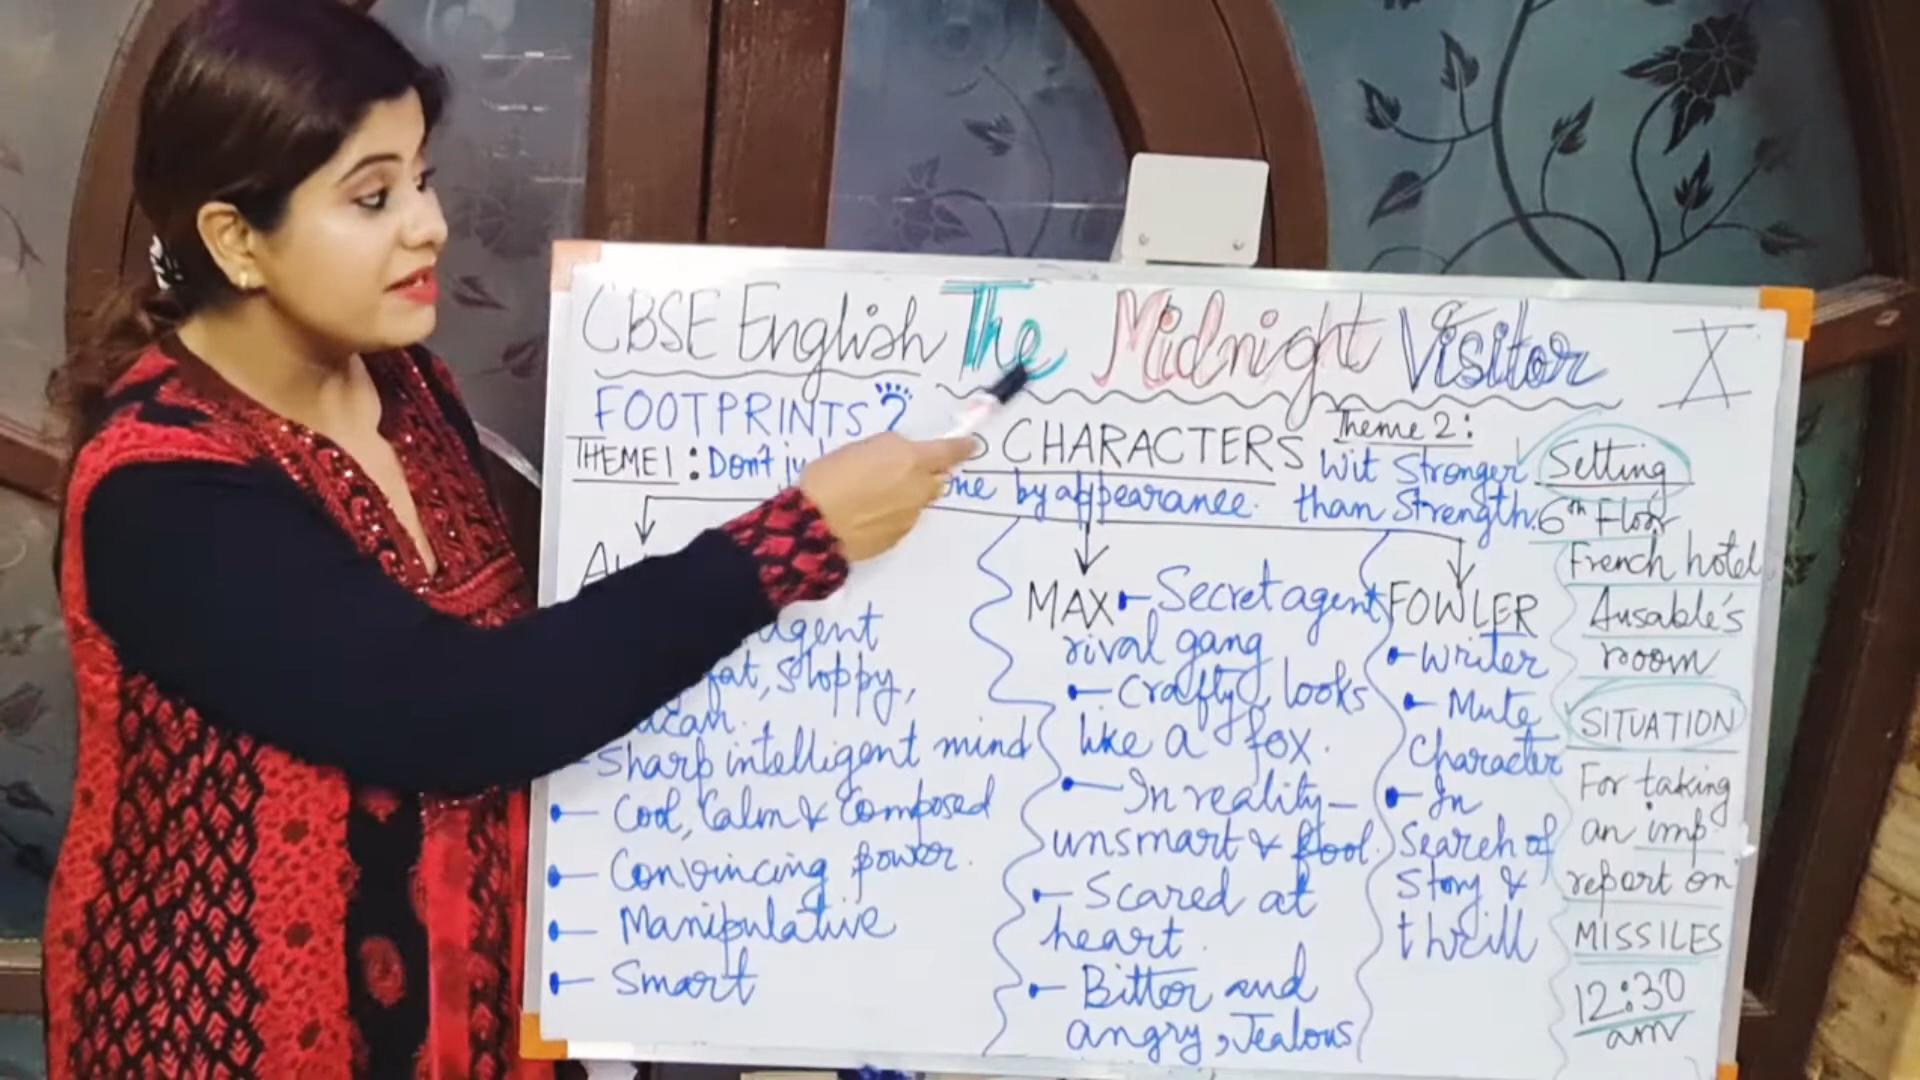 CBSE English The Midnight Visitor X
FOOTPRINTS
CHARACTERS
THEME 1: Don't
one by appearance.
Theme 2:
Wit Stronger
than Strength.
agent
fat, Sloppy,
Sharp intelligent mind
Cool, Calm & Composed
Convincing power.
Manipulative
Smart
MAX Secret agent
rival gang
Crafty, looks
like a fox.
In reality—
unsmart & fool.
Scared at
heart.
Bitter and
angry, Jealous
FOWLER
Writer
Mute
Character
In
Search of
Story &
thrill
Setting
6th Floor
French hotel
Ausable's
room
SITUATION
For taking
an imp.
report on
MISSILES
12:30
am